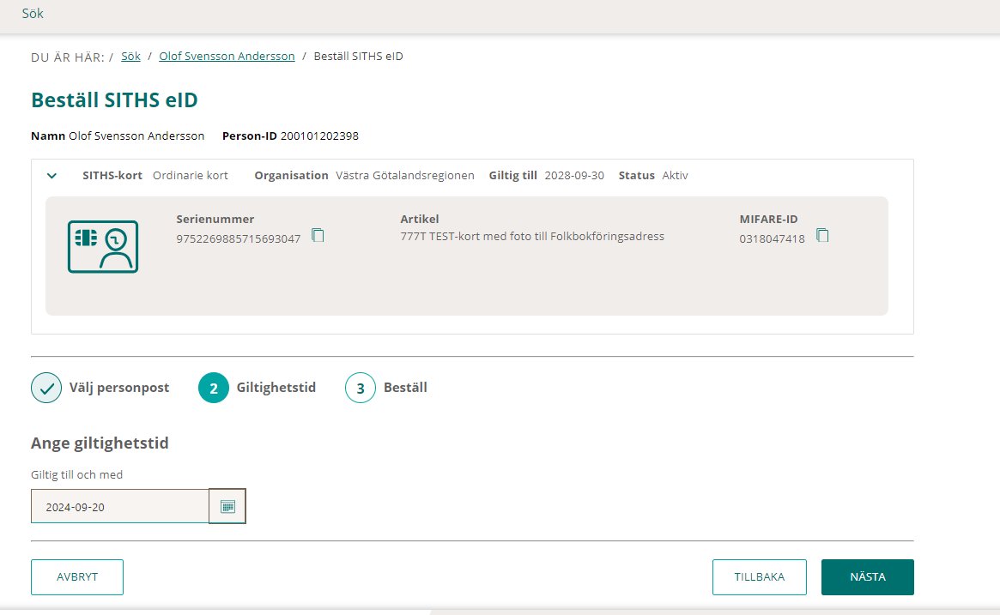 Sök
DU ÄR HÄR: / Sök / Olof Svensson Andersson / Beställ SITHS eID
Beställ SITHS eID
Namn Olof Svensson Andersson Person-ID 200101202398
SITHS-kort Ordinarie kort Organisation Västra Götalandsregionen Giltig till 2028-09-30 Status Aktiv
Serienummer Artikel MIFARE-ID
9752269885715693047 777T TEST-kort med foto till Folkbokföringsadress 0318047418
Välj personpost 2 Giltighetstid 3 Beställ
Ange giltighetstid
Giltig till och med
2024-09-20
AVBRYT TILLBAKA NÄSTA